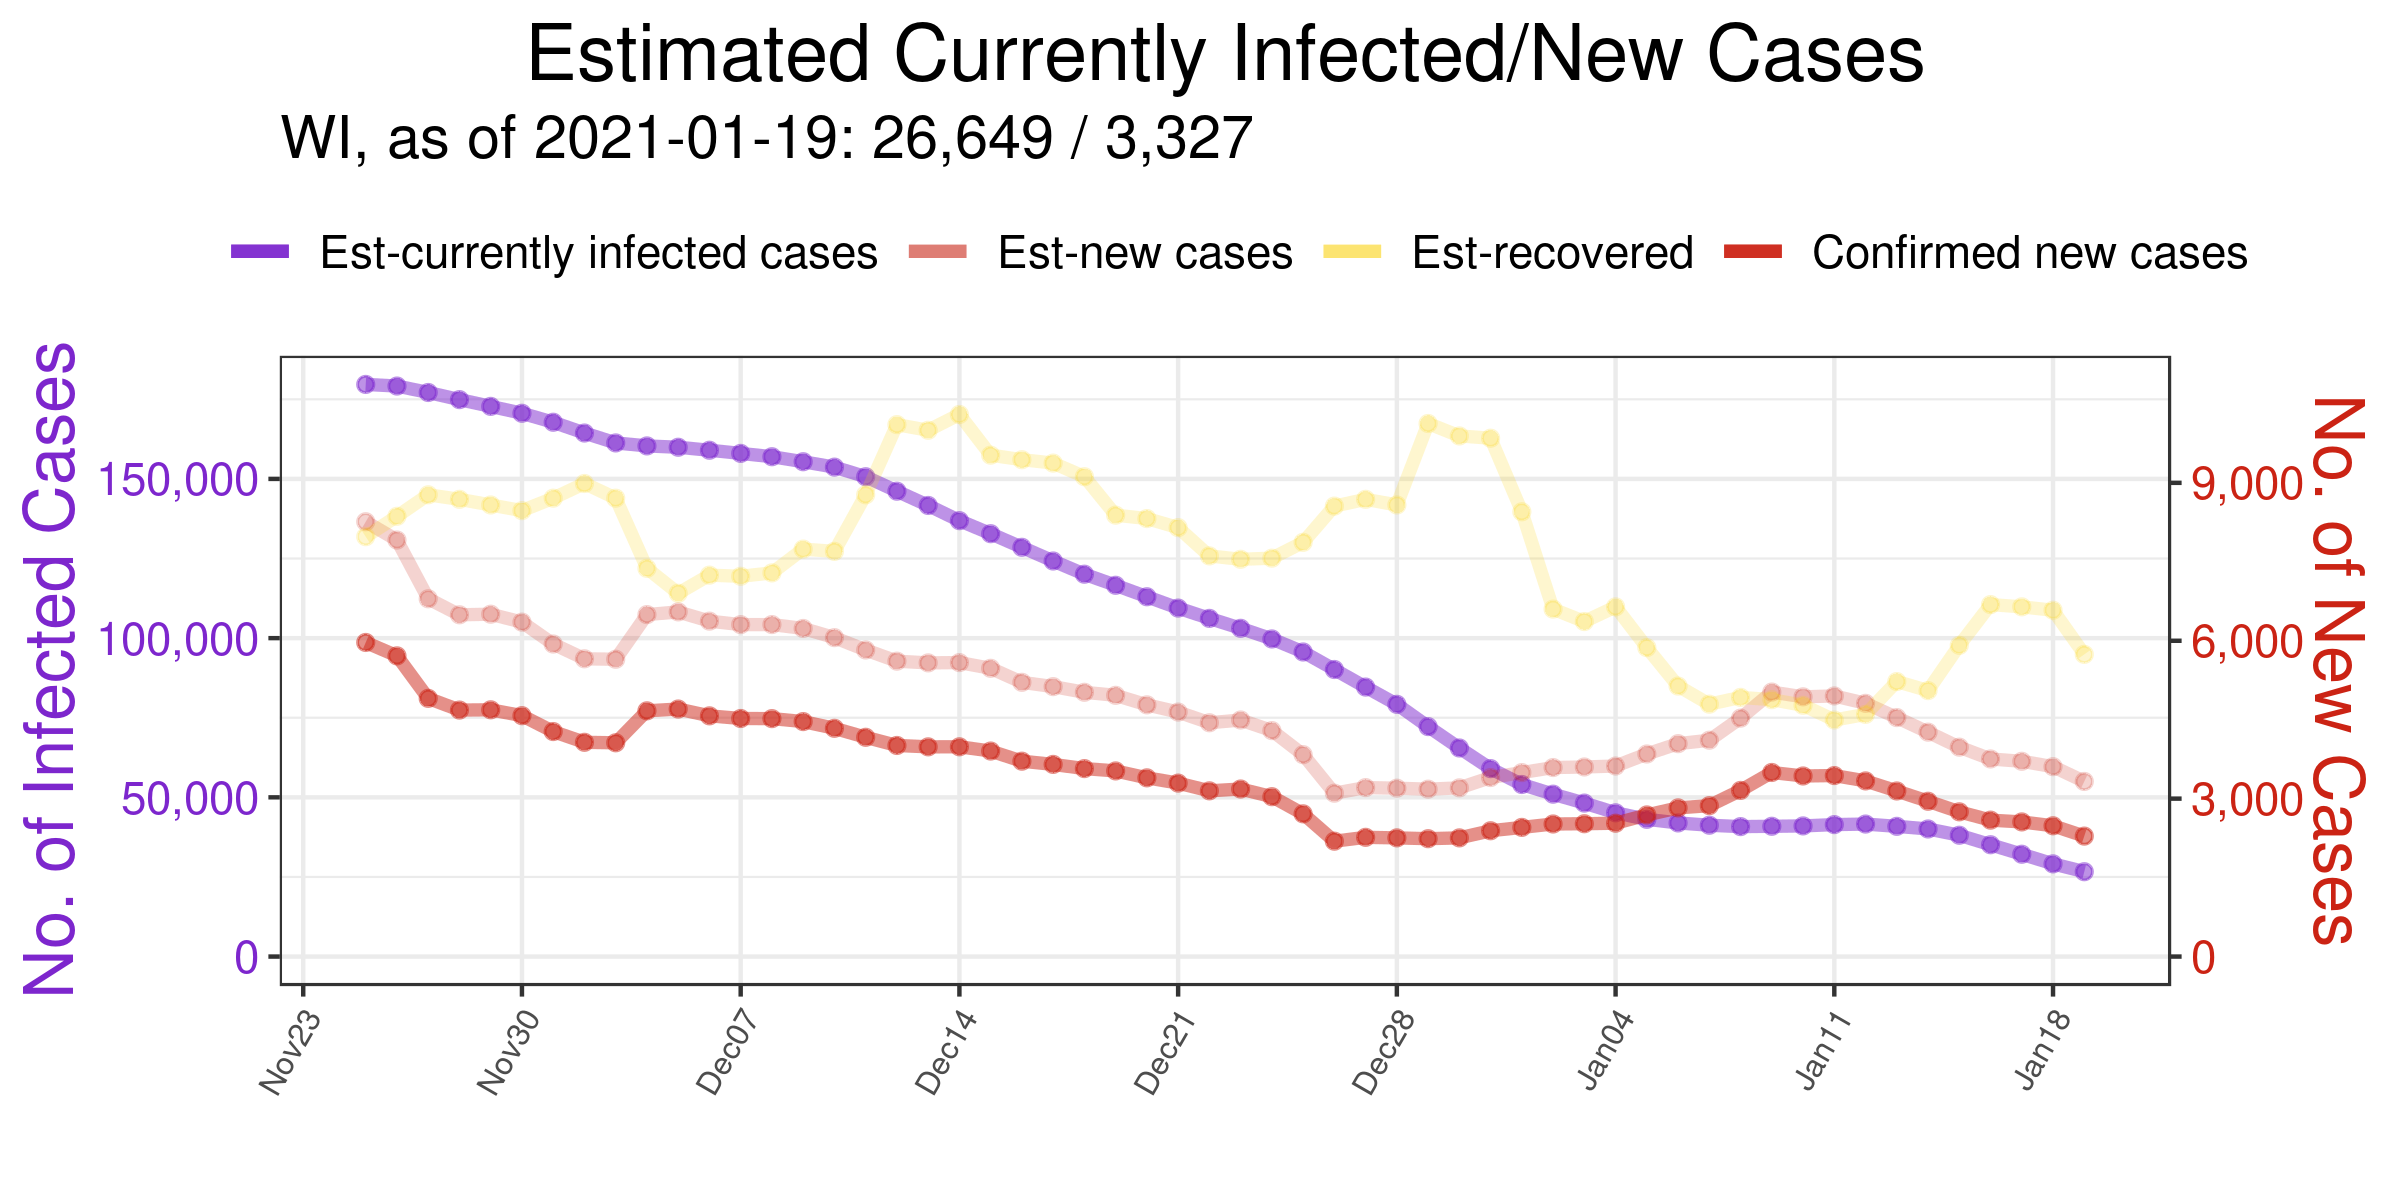 Estimated Currently Infected/New Cases
WI, as of 2021-01-19: 26,649 / 3,327
Est-currently infected cases Est-new cases Est-recovered Confirmed new cases
No. of Infected Cases
150,000
100,000
50,000
0
9,000
6,000
3,000
0
No. of New Cases
Nov23 Nov30 Dec07 Dec14 Dec21 Dec28 Jan04 Jan11 Jan18